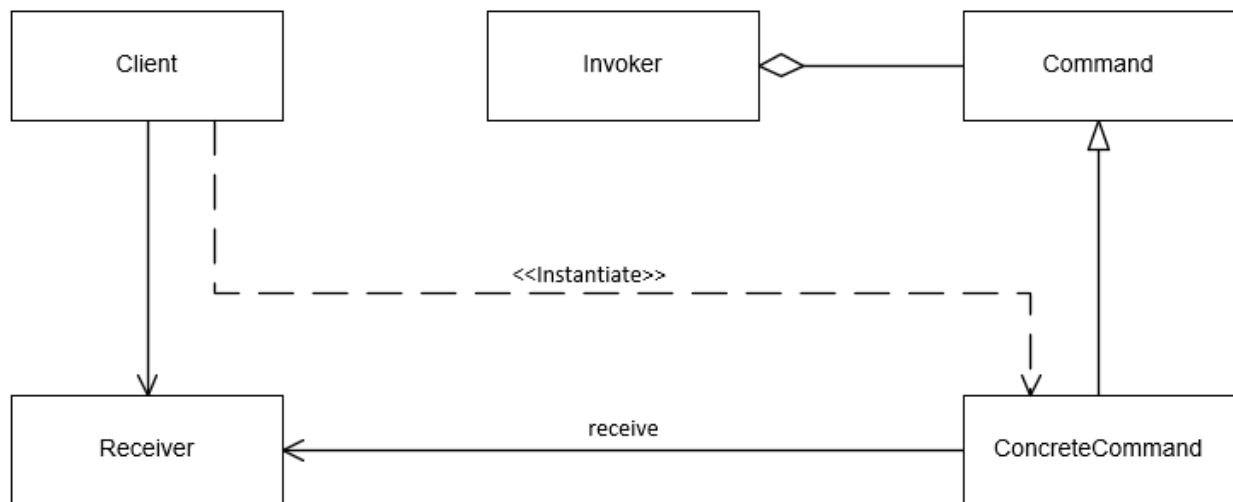 Client
Invoker
Command
<<Instantiate>>
receive
Receiver
ConcreteCommand